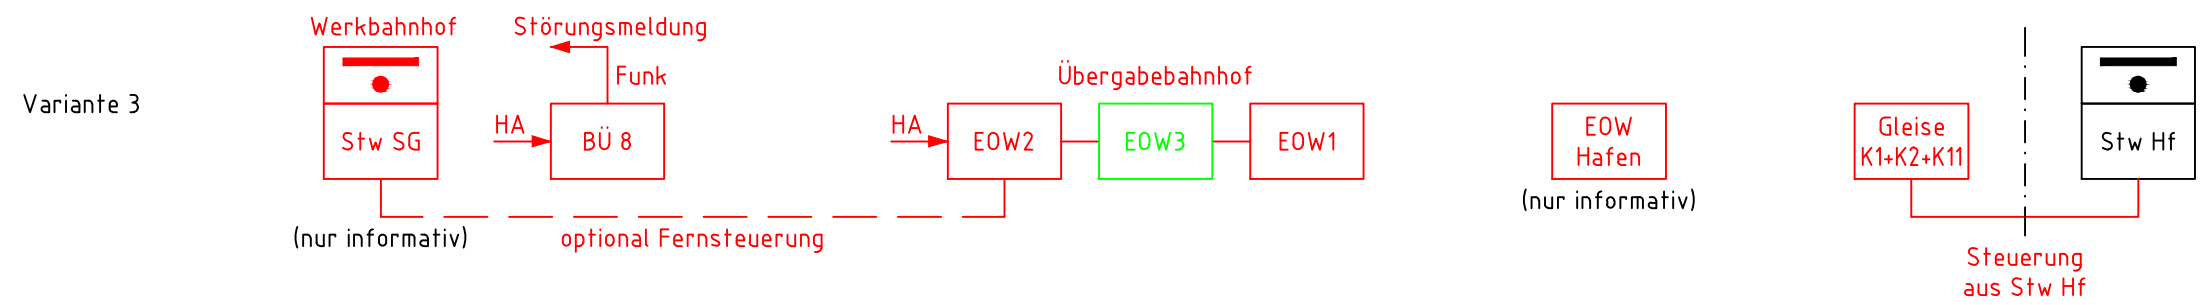 Variante 3
Werkbahnhof
Stw SG
(nur informativ)
Störungsmeldung
Funk
HA
BÜ 8
optional Fernsteuerung
HA
EOW2
Übergabebahnhof
EOW3
EOW1
EOW
Hafen
(nur informativ)
Gleise
K1+K2+K11
Stw Hf
Steuerung
aus Stw Hf